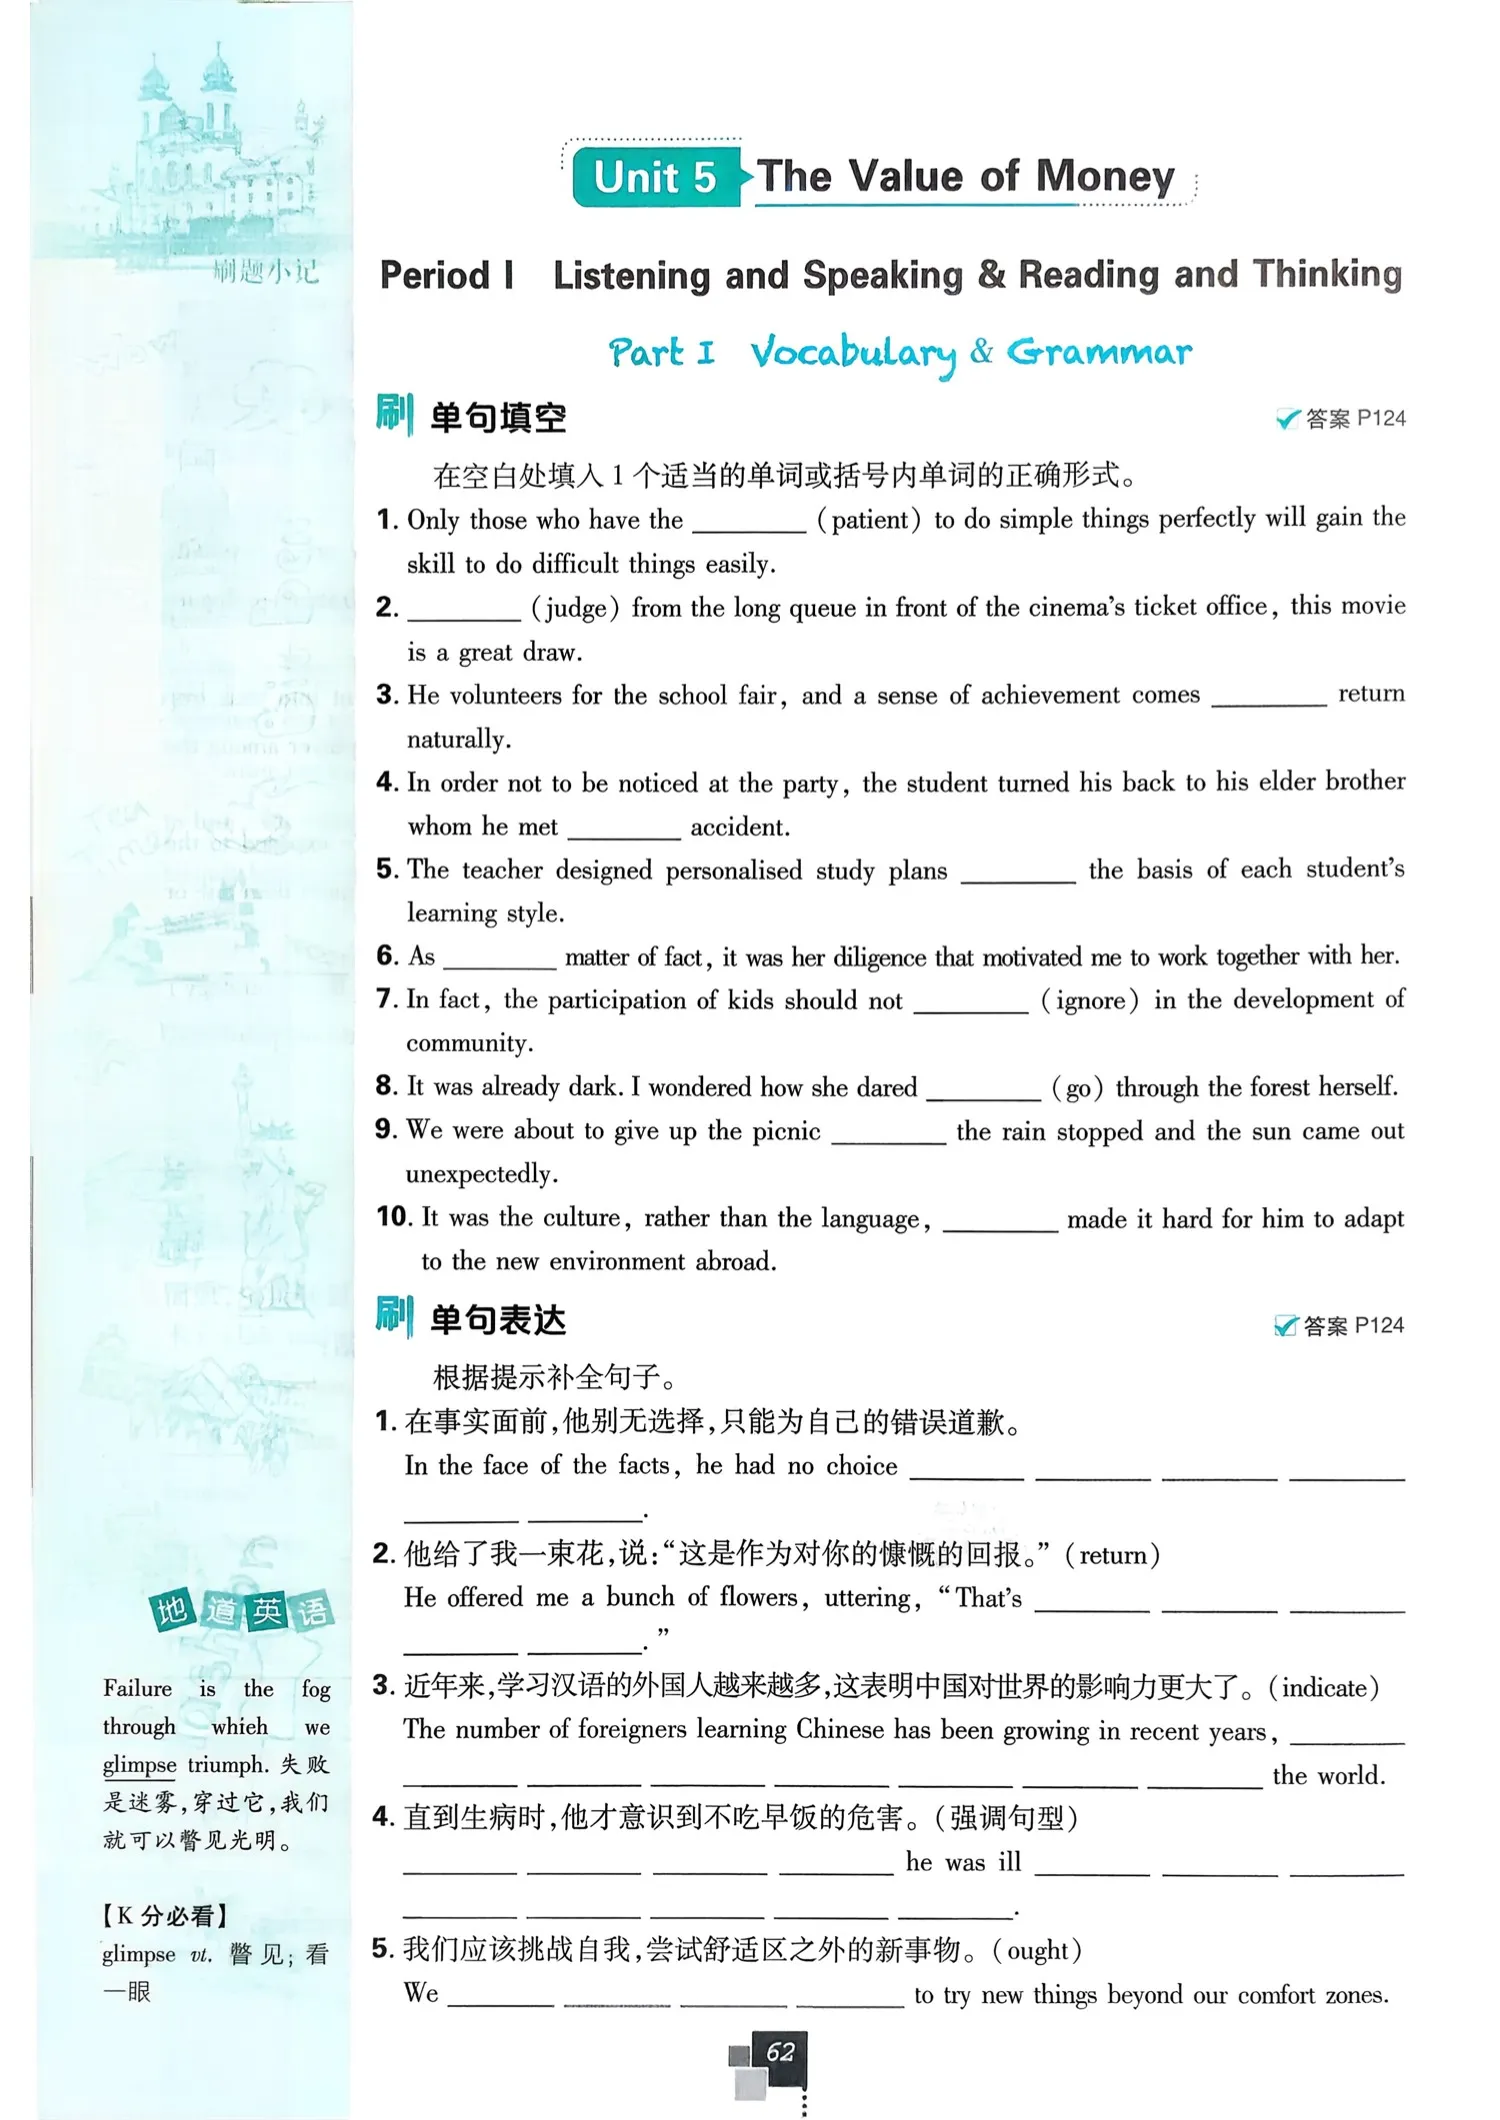 刷题小记
Unit 5 The Value of Money
Period I Listening and Speaking & Reading and Thinking
Part I Vocabulary & Grammar
刷 单句填空
答案 P124
在空白处填入 1 个适当的单词或括号内单词的正确形式。
1. Only those who have the ________ (patient) to do simple things perfectly will gain the
skill to do difficult things easily.
2. ________ (judge) from the long queue in front of the cinema's ticket office, this movie
is a great draw.
3. He volunteers for the school fair, and a sense of achievement comes ________ return
naturally.
4. In order not to be noticed at the party, the student turned his back to his elder brother
whom he met ________ accident.
5. The teacher designed personalised study plans ________ the basis of each student's
learning style.
6. As ________ matter of fact, it was her diligence that motivated me to work together with her.
7. In fact, the participation of kids should not ________ (ignore) in the development of
community.
8. It was already dark. I wondered how she dared ________ (go) through the forest herself.
9. We were about to give up the picnic ________ the rain stopped and the sun came out
unexpectedly.
10. It was the culture, rather than the language, ________ made it hard for him to adapt
to the new environment abroad.
刷 单句表达
答案 P124
根据提示补全句子。
1. 在事实面前,他别无选择,只能为自己的错误道歉。
In the face of the facts, he had no choice ________ ________ ________ ________
________ ________.
2. 他给了我一束花,说:“这是作为对你的慷慨的回报。” (return)
He offered me a bunch of flowers, uttering, “That's ________ ________ ________
________ ________.”
3. 近年来,学习汉语的外国人越来越多,这表明中国对世界的影响力更大了。(indicate)
The number of foreigners learning Chinese has been growing in recent years, ________
________ ________ ________ ________ ________ ________ ________ the world.
4. 直到生病时,他才意识到不吃早饭的危害。(强调句型)
________ ________ ________ ________ he was ill ________ ________ ________
________ ________ ________ ________ ________.
5. 我们应该挑战自我,尝试舒适区之外的新事物。(ought)
We ________ ________ ________ ________ to try new things beyond our comfort zones.
地道英语
Failure is the fog
through whieh we
glimpse triumph. 失败
是迷雾,穿过它,我们
就可以瞥见光明。
【K 分必看】
glimpse vt. 瞥见; 看
一眼
62